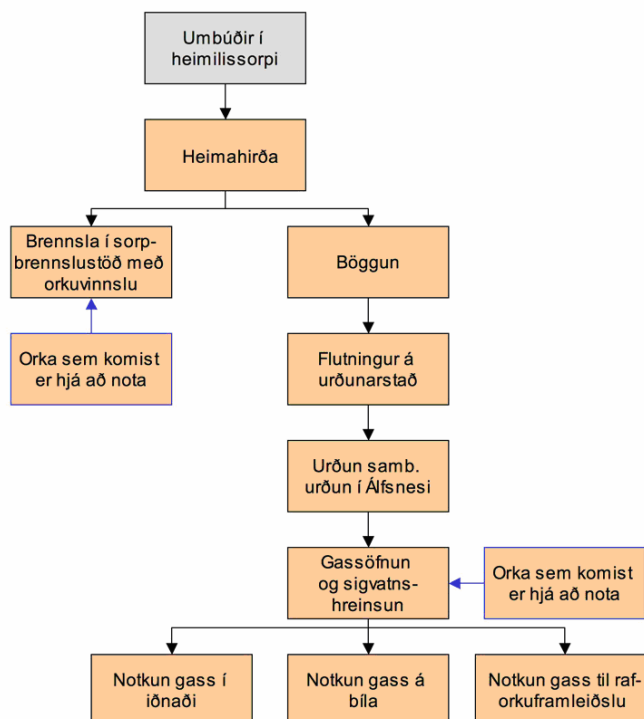 Umbúðir í
heimilissorpi
Heimahirða
Brennsla í sorp-
brennslustöð með
orkuvinnslu
Böggun
Orka sem komist
er hjá að nota
Flutningur á
urðunarstað
Urðun samb.
urðun í Álfsnesi
Gassöfnun
og sigvatns-
hreinsun
Orka sem komist
er hjá að nota
Notkun gass í
iðnaði
Notkun gass á
bíla
Notkun gass til raf-
orkuframleiðslu